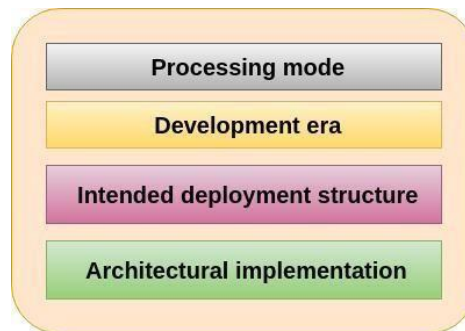 Processing mode
Development era
Intended deployment structure
Architectural implementation